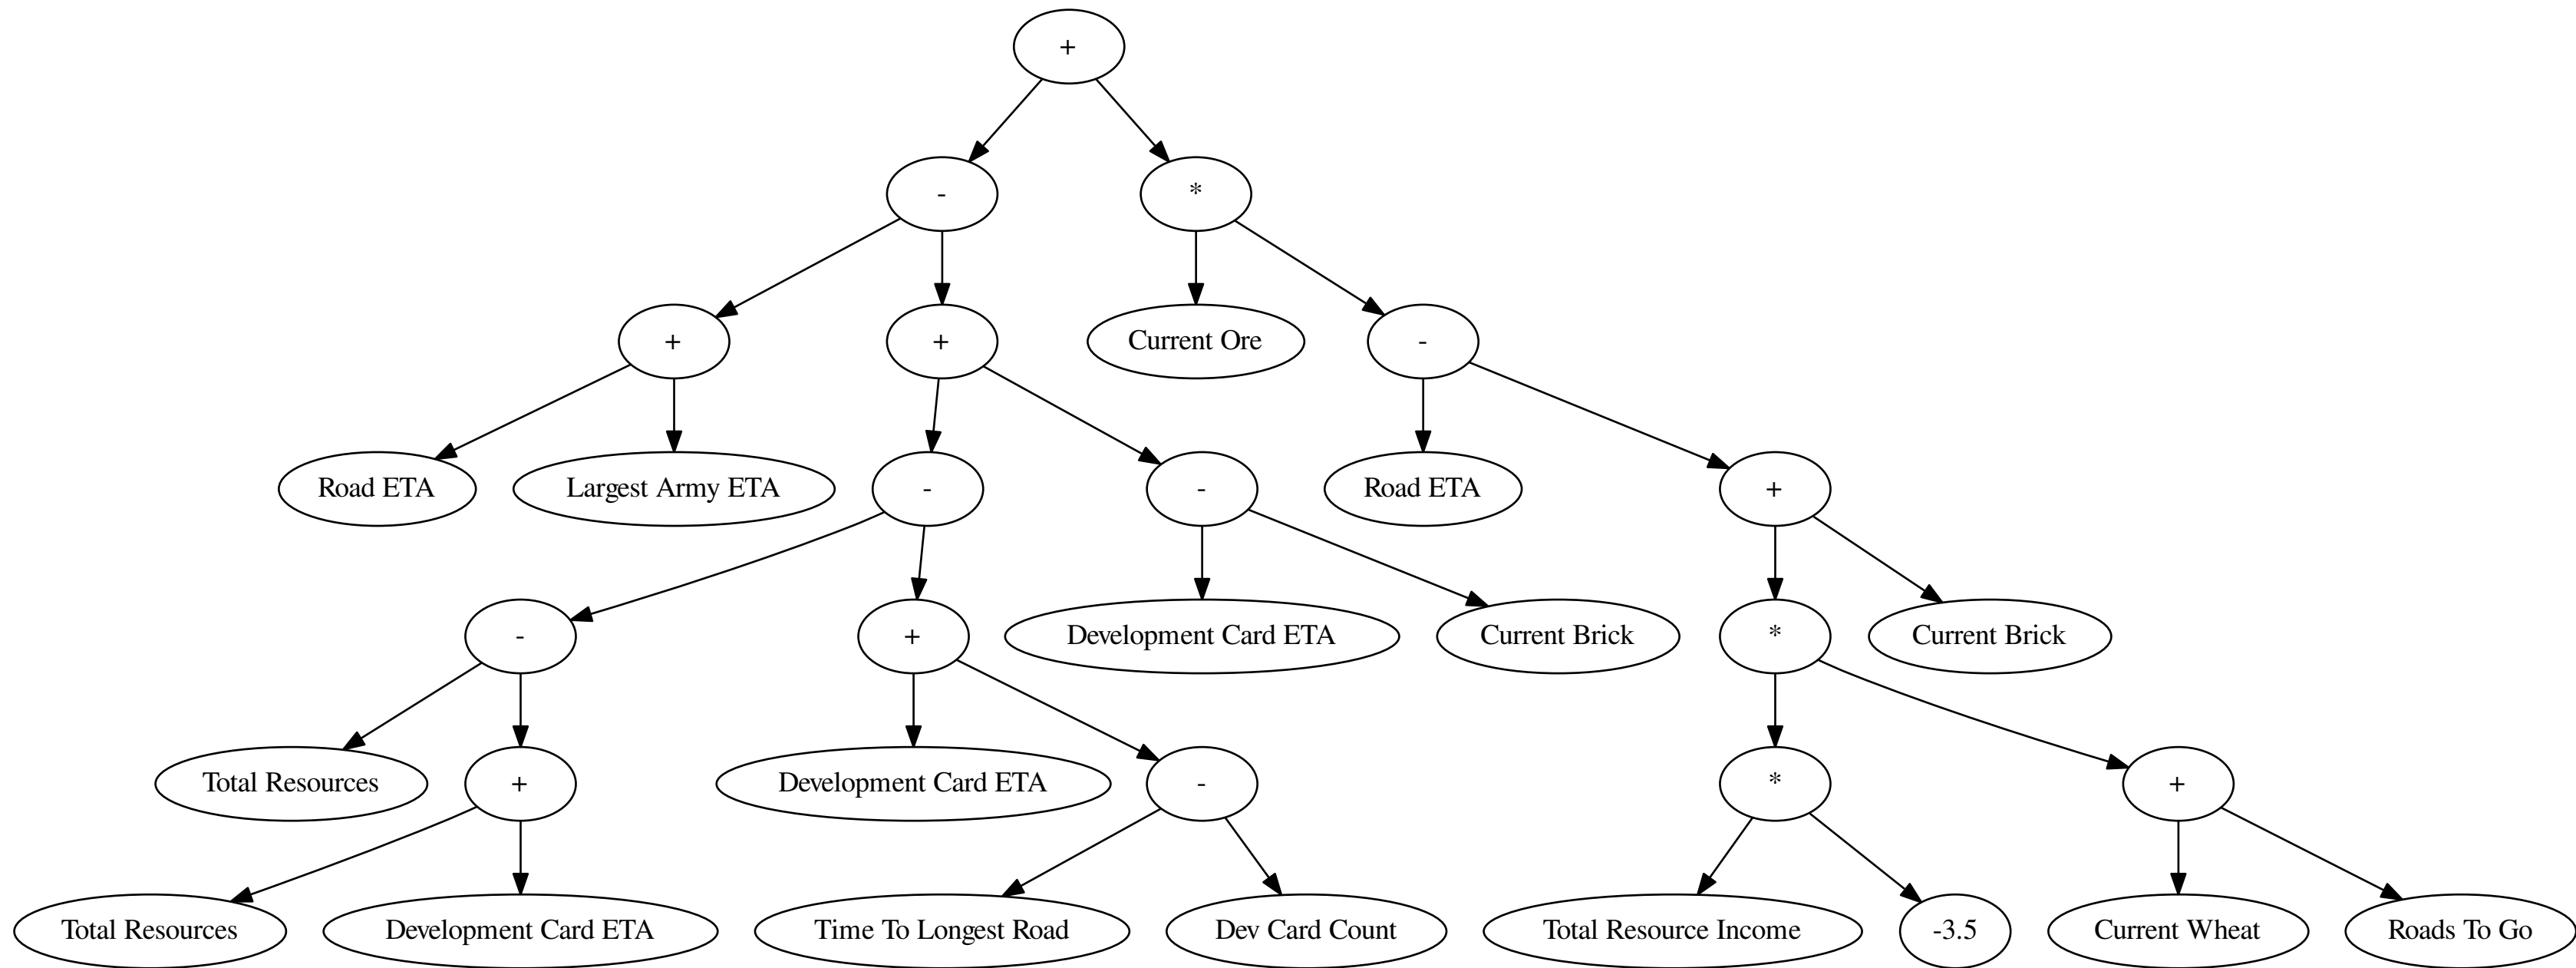 +
-
*
+
+
Current Ore
-
Road ETA
Largest Army ETA
-
-
Road ETA
+
-
+
Development Card ETA
Current Brick
*
Current Brick
Total Resources
+
Development Card ETA
-
*
+
Total Resources
Development Card ETA
Time To Longest Road
Dev Card Count
Total Resource Income
-3.5
Current Wheat
Roads To Go